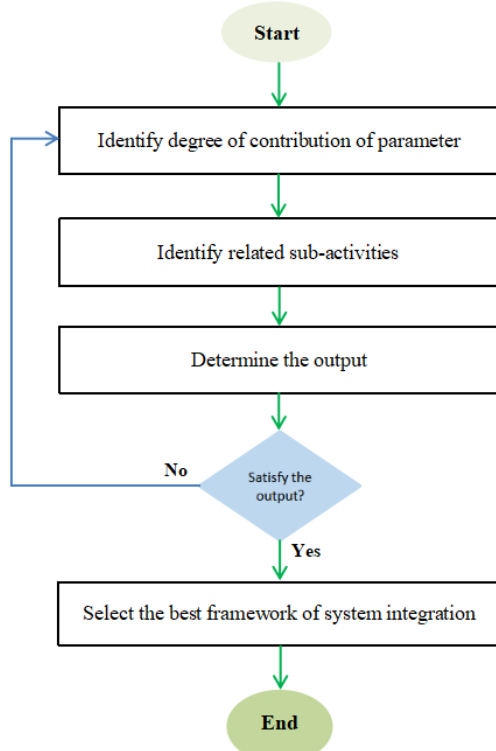 Start
Identify degree of contribution of parameter
Identify related sub-activities
Determine the output
No
Satisfy the
output?
Yes
Select the best framework of system integration
End